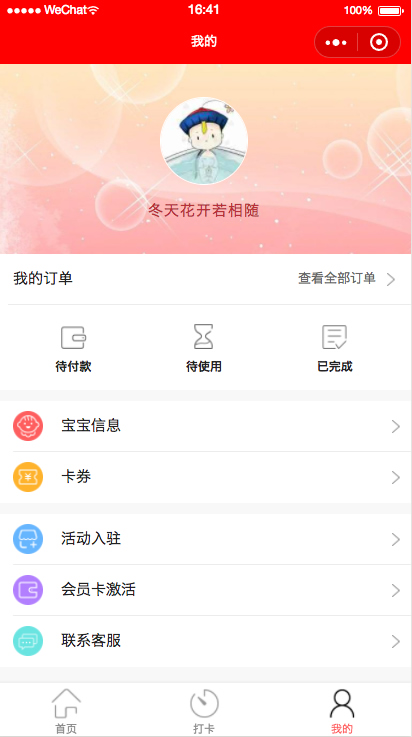 WeChat 16:41 100%
我的
冬天花开若相随
我的订单 查看全部订单
待付款 待使用 已完成
宝宝信息
卡券
活动入驻
会员卡激活
联系客服
首页 打卡 我的